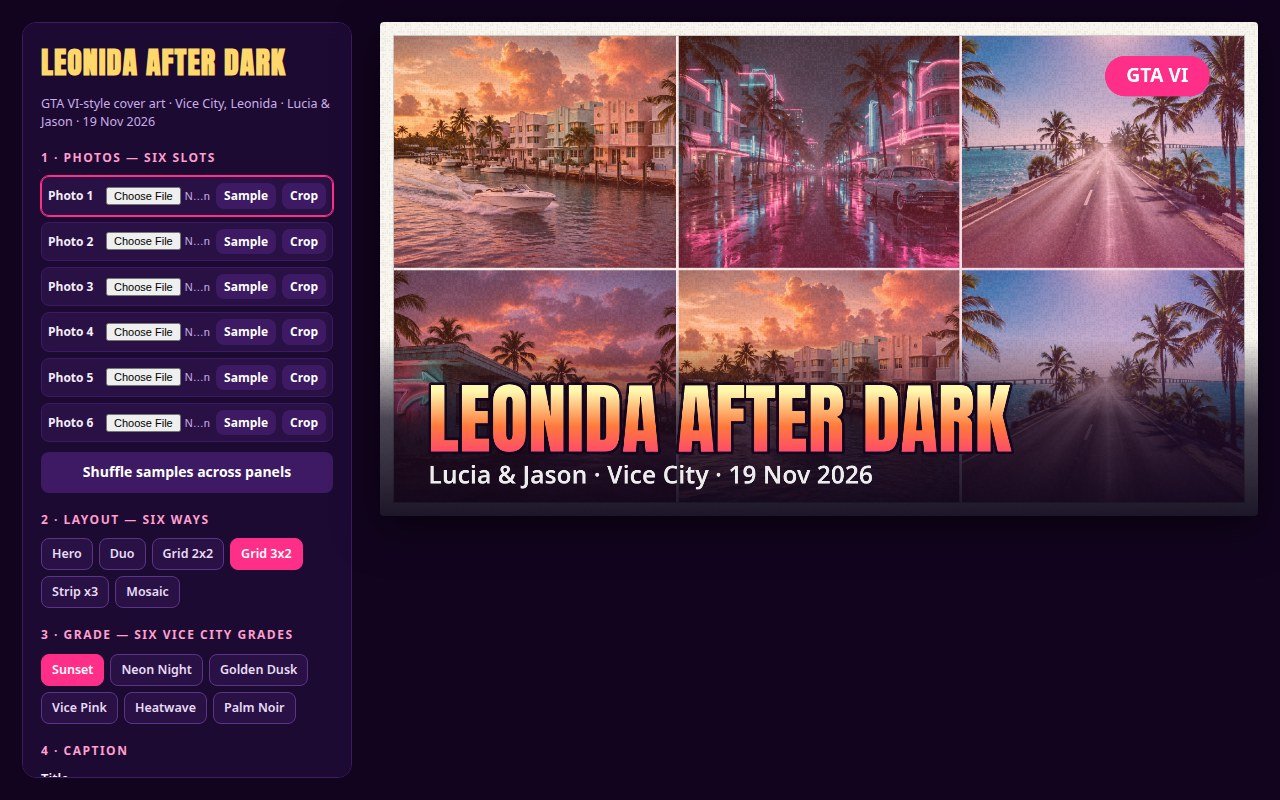 LEONIDA AFTER DARK
GTA VI-style cover art · Vice City, Leonida · Lucia &
Jason · 19 Nov 2026
1 · PHOTOS — SIX SLOTS
Photo 1 Choose File N…n Sample Crop
Photo 2 Choose File N…n Sample Crop
Photo 3 Choose File N…n Sample Crop
Photo 4 Choose File N…n Sample Crop
Photo 5 Choose File N…n Sample Crop
Photo 6 Choose File N…n Sample Crop
Shuffle samples across panels
2 · LAYOUT — SIX WAYS
Hero Duo Grid 2x2 Grid 3x2
Strip x3 Mosaic
3 · GRADE — SIX VICE CITY GRADES
Sunset Neon Night Golden Dusk
Vice Pink Heatwave Palm Noir
4 · CAPTION
Title
GTA VI
LEONIDA AFTER DARK
Lucia & Jason · Vice City · 19 Nov 2026